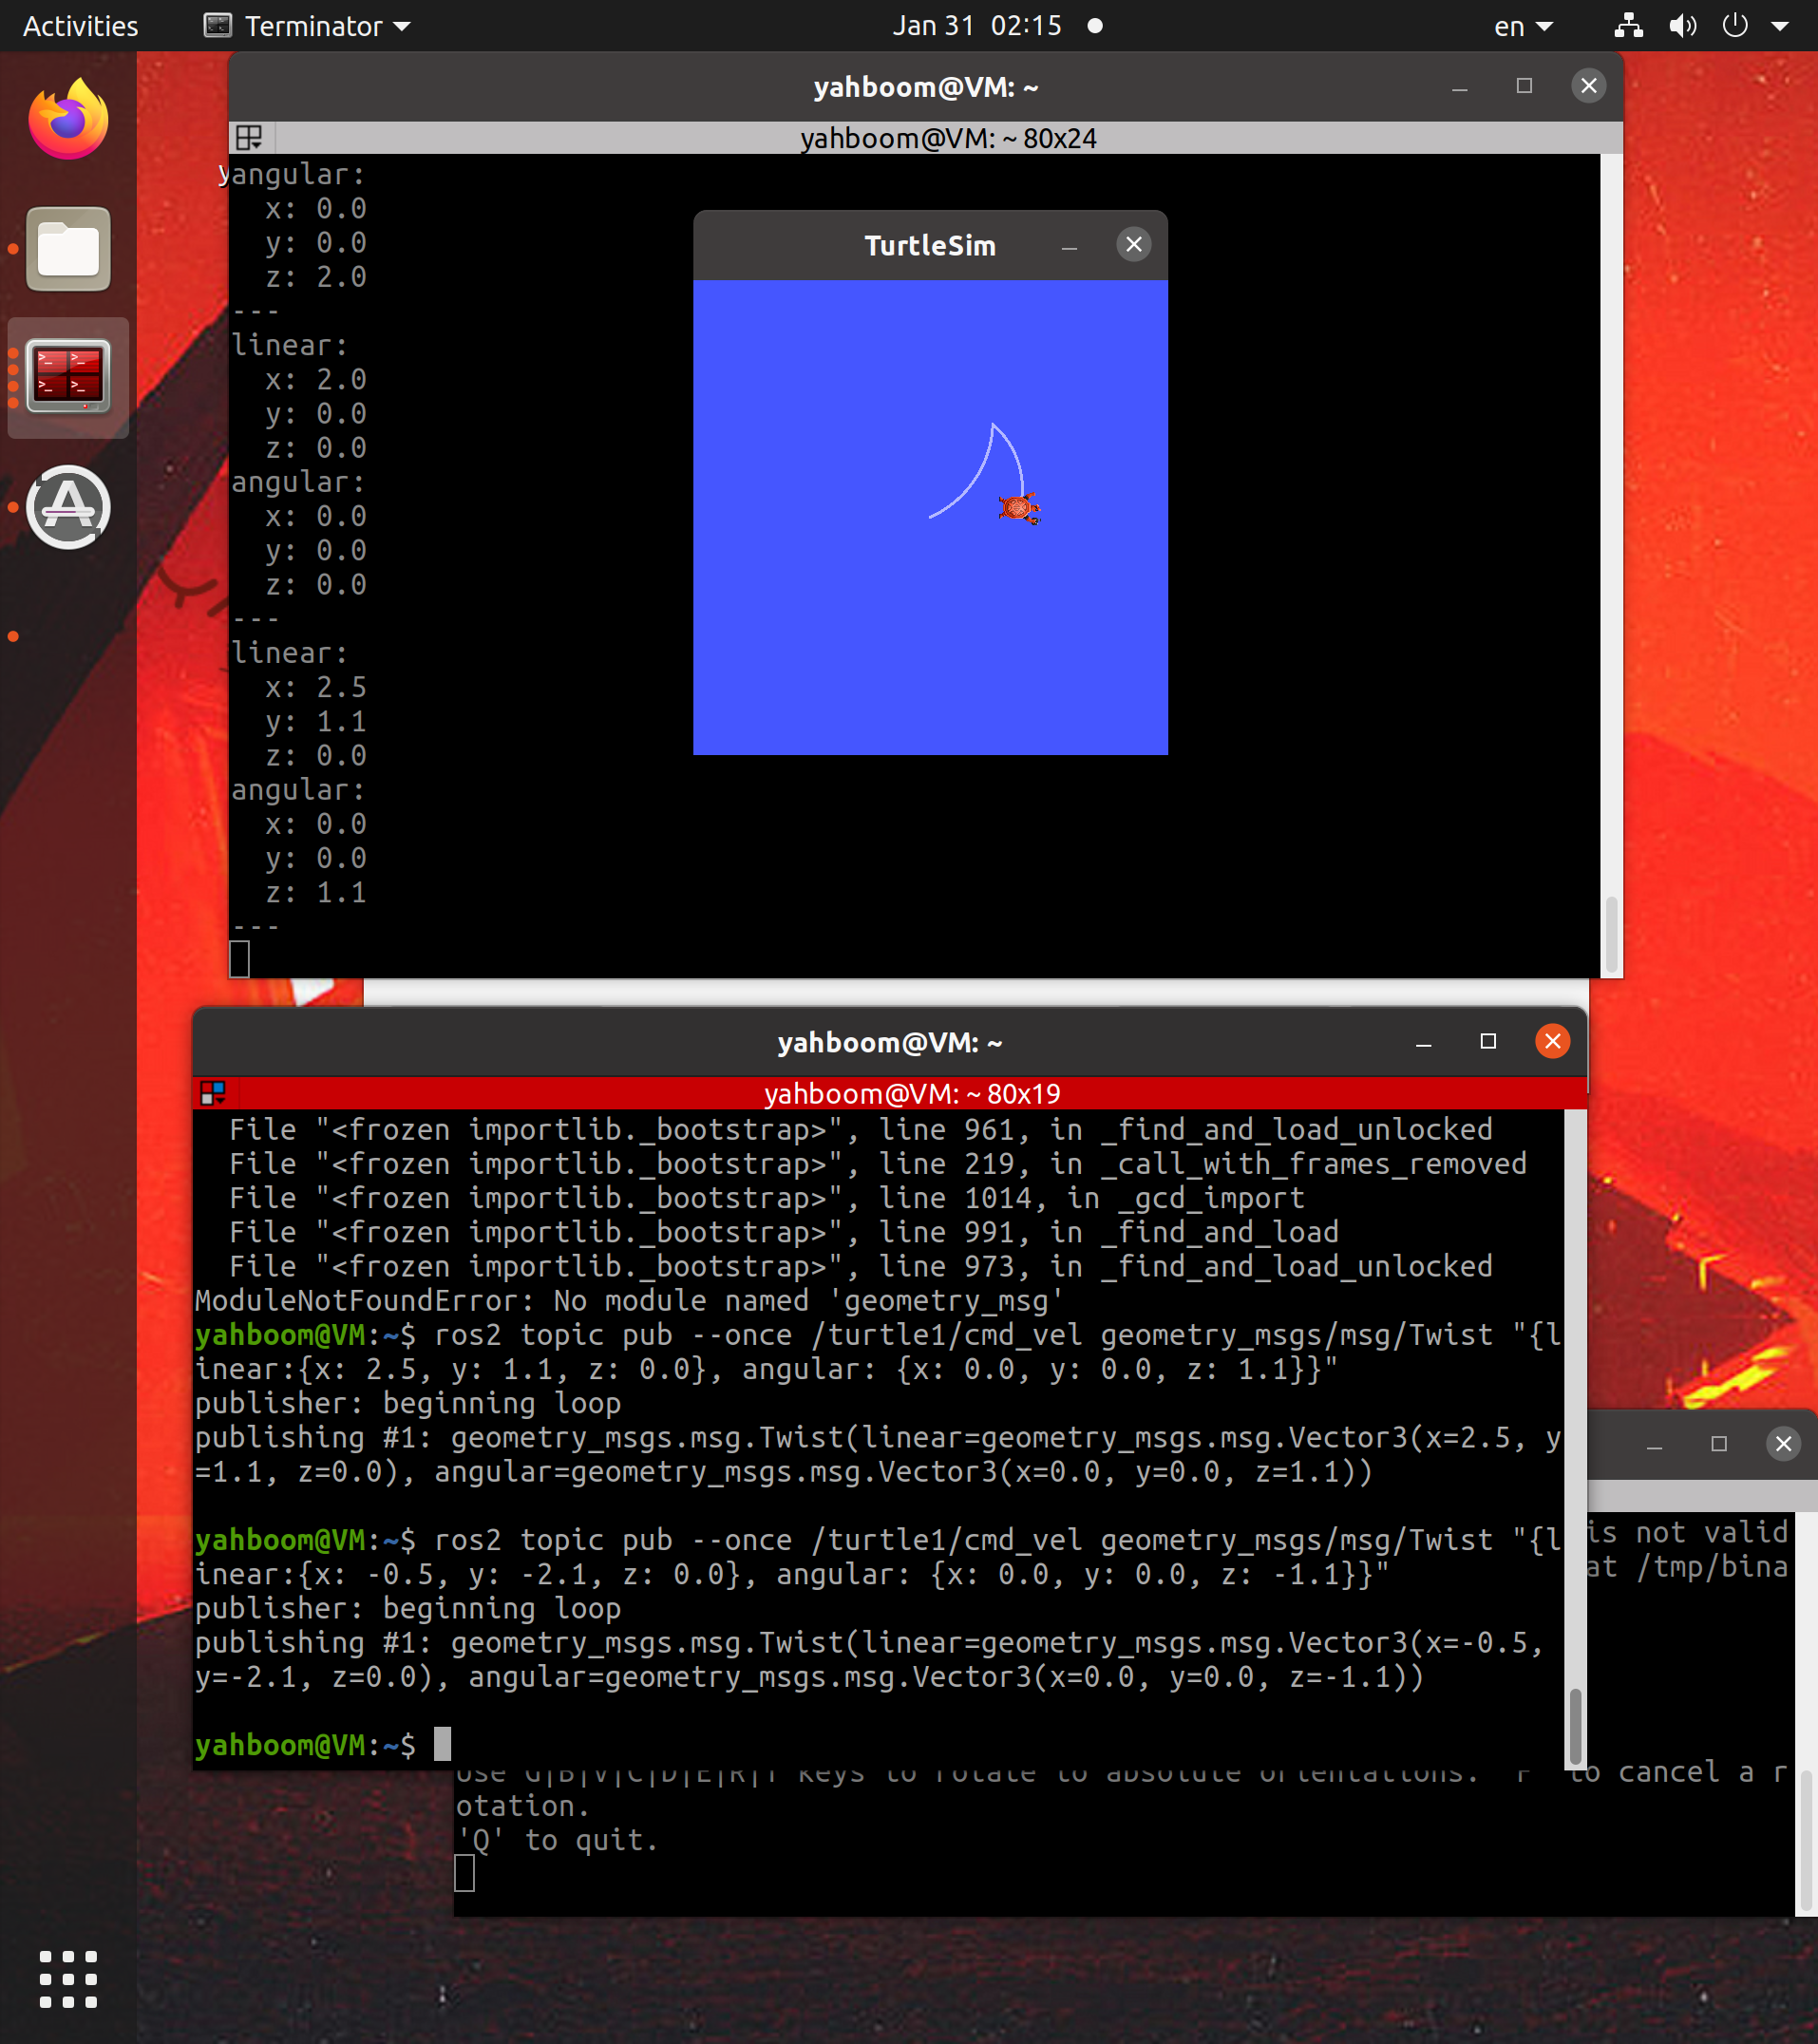 Activities
Terminator
Jan 31 02:15
en
yahboom@VM: ~
yahboom@VM: ~ 80x24
angular:
x: 0.0
y: 0.0
z: 2.0
---
linear:
x: 2.0
y: 0.0
z: 0.0
angular:
x: 0.0
y: 0.0
z: 0.0
---
linear:
x: 2.5
y: 1.1
z: 0.0
angular:
x: 0.0
y: 0.0
z: 1.1
---
TurtleSim
yahboom@VM: ~
yahboom@VM: ~ 80x19
File "<frozen importlib._bootstrap>", line 961, in _find_and_load_unlocked
File "<frozen importlib._bootstrap>", line 219, in _call_with_frames_removed
File "<frozen importlib._bootstrap>", line 1014, in _gcd_import
File "<frozen importlib._bootstrap>", line 991, in _find_and_load
File "<frozen importlib._bootstrap>", line 973, in _find_and_load_unlocked
ModuleNotFoundError: No module named 'geometry_msg'
yahboom@VM:~$ ros2 topic pub --once /turtle1/cmd_vel geometry_msgs/msg/Twist "{l
inear:{x: 2.5, y: 1.1, z: 0.0}, angular: {x: 0.0, y: 0.0, z: 1.1}}"
publisher: beginning loop
publishing #1: geometry_msgs.msg.Twist(linear=geometry_msgs.msg.Vector3(x=2.5, y
=1.1, z=0.0), angular=geometry_msgs.msg.Vector3(x=0.0, y=0.0, z=1.1))
yahboom@VM:~$ ros2 topic pub --once /turtle1/cmd_vel geometry_msgs/msg/Twist "{l
inear:{x: -0.5, y: -2.1, z: 0.0}, angular: {x: 0.0, y: 0.0, z: -1.1}}"
publisher: beginning loop
publishing #1: geometry_msgs.msg.Twist(linear=geometry_msgs.msg.Vector3(x=-0.5,
y=-2.1, z=0.0), angular=geometry_msgs.msg.Vector3(x=0.0, y=0.0, z=-1.1))
yahboom@VM:~$
is not valid
at /tmp/bina
Use G|B|V|C|D|E|R|T keys to rotate to absolute orientations. 'F' to cancel a r
otation.
'Q' to quit.